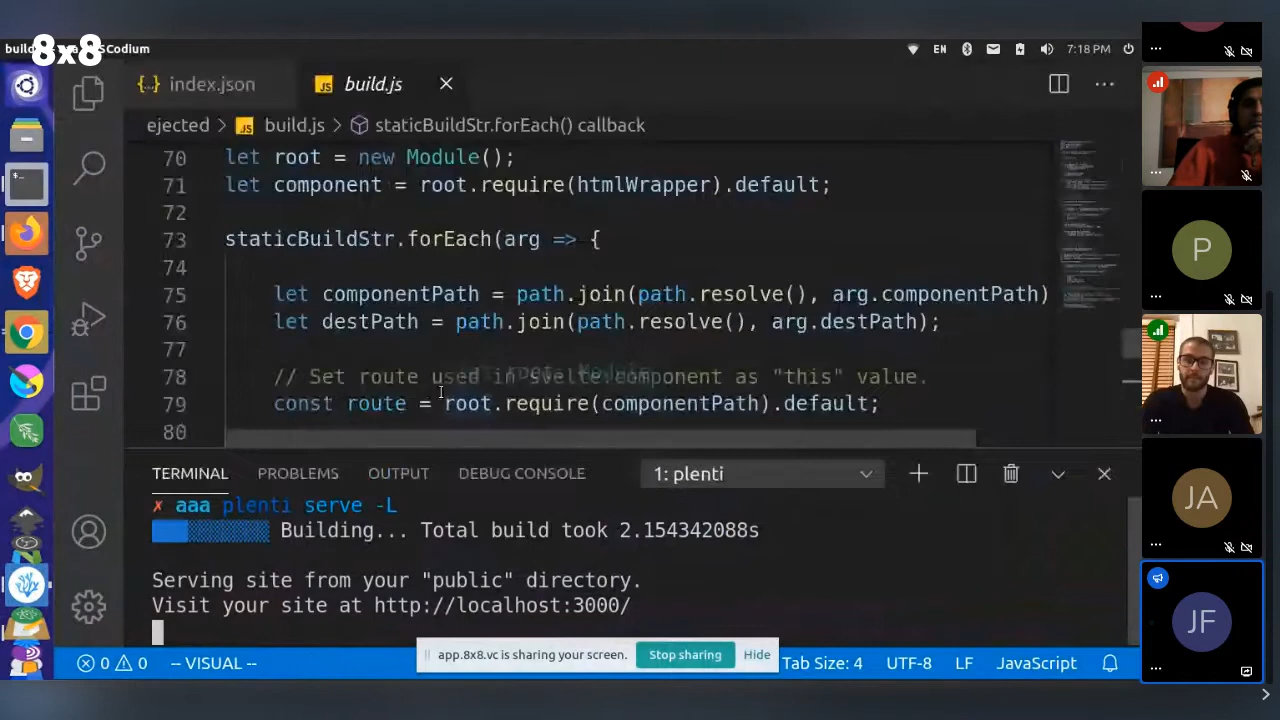 8x8
build
SCodium
EN
7:18 PM
index.json
build.js
ejected > build.js > staticBuildStr.forEach() callback
70 let root = new Module();
71 let component = root.require(htmlWrapper).default;
72
73 staticBuildStr.forEach(arg => {
74
75 let componentPath = path.join(path.resolve(), arg.componentPath)
76 let destPath = path.join(path.resolve(), arg.destPath);
77
78 // Set route used in svelte component as "this" value.
79 const route = root.require(componentPath).default;
80
TERMINAL PROBLEMS OUTPUT DEBUG CONSOLE 1: plenti
✗ aaa plenti serve -L
Building... Total build took 2.154342088s
Serving site from your "public" directory.
Visit your site at http://localhost:3000/
app.8x8.vc is sharing your screen. Stop sharing Hide
0 0 -- VISUAL -- Tab Size: 4 UTF-8 LF JavaScript
P
JA
JF